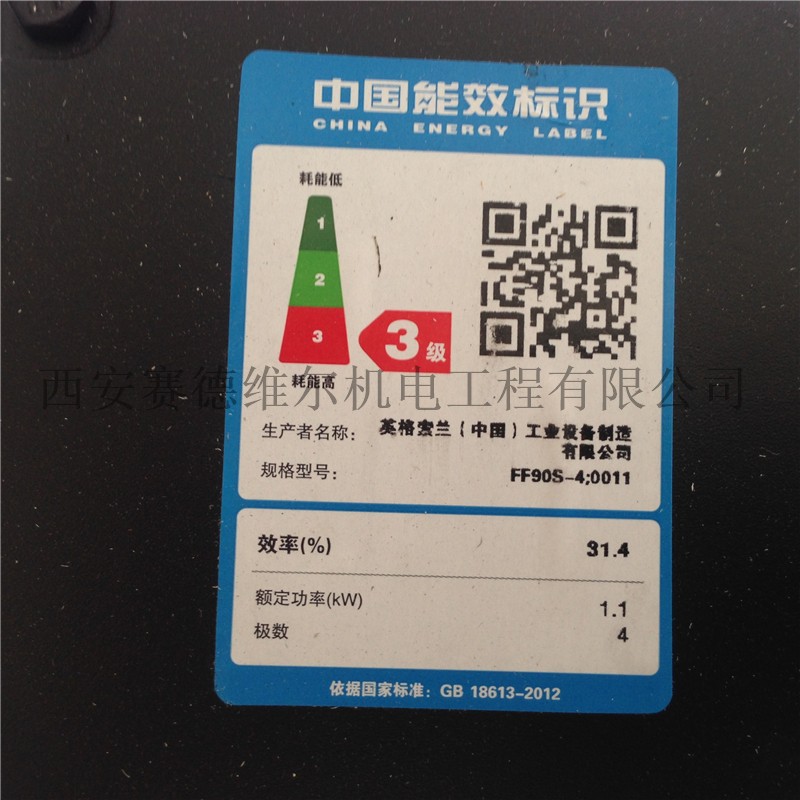 中国能效标识
CHINA ENERGY LABEL
耗能低
1
2
3
3级
耗能高
西安赛德维尔机电工程有限公司
生产者名称：
英格索兰（中国）工业设备制造
有限公司
规格型号：
FF90S-4;0011
效率(%)
31.4
额定功率(kW)
1.1
极数
4
依据国家标准：GB 18613-2012